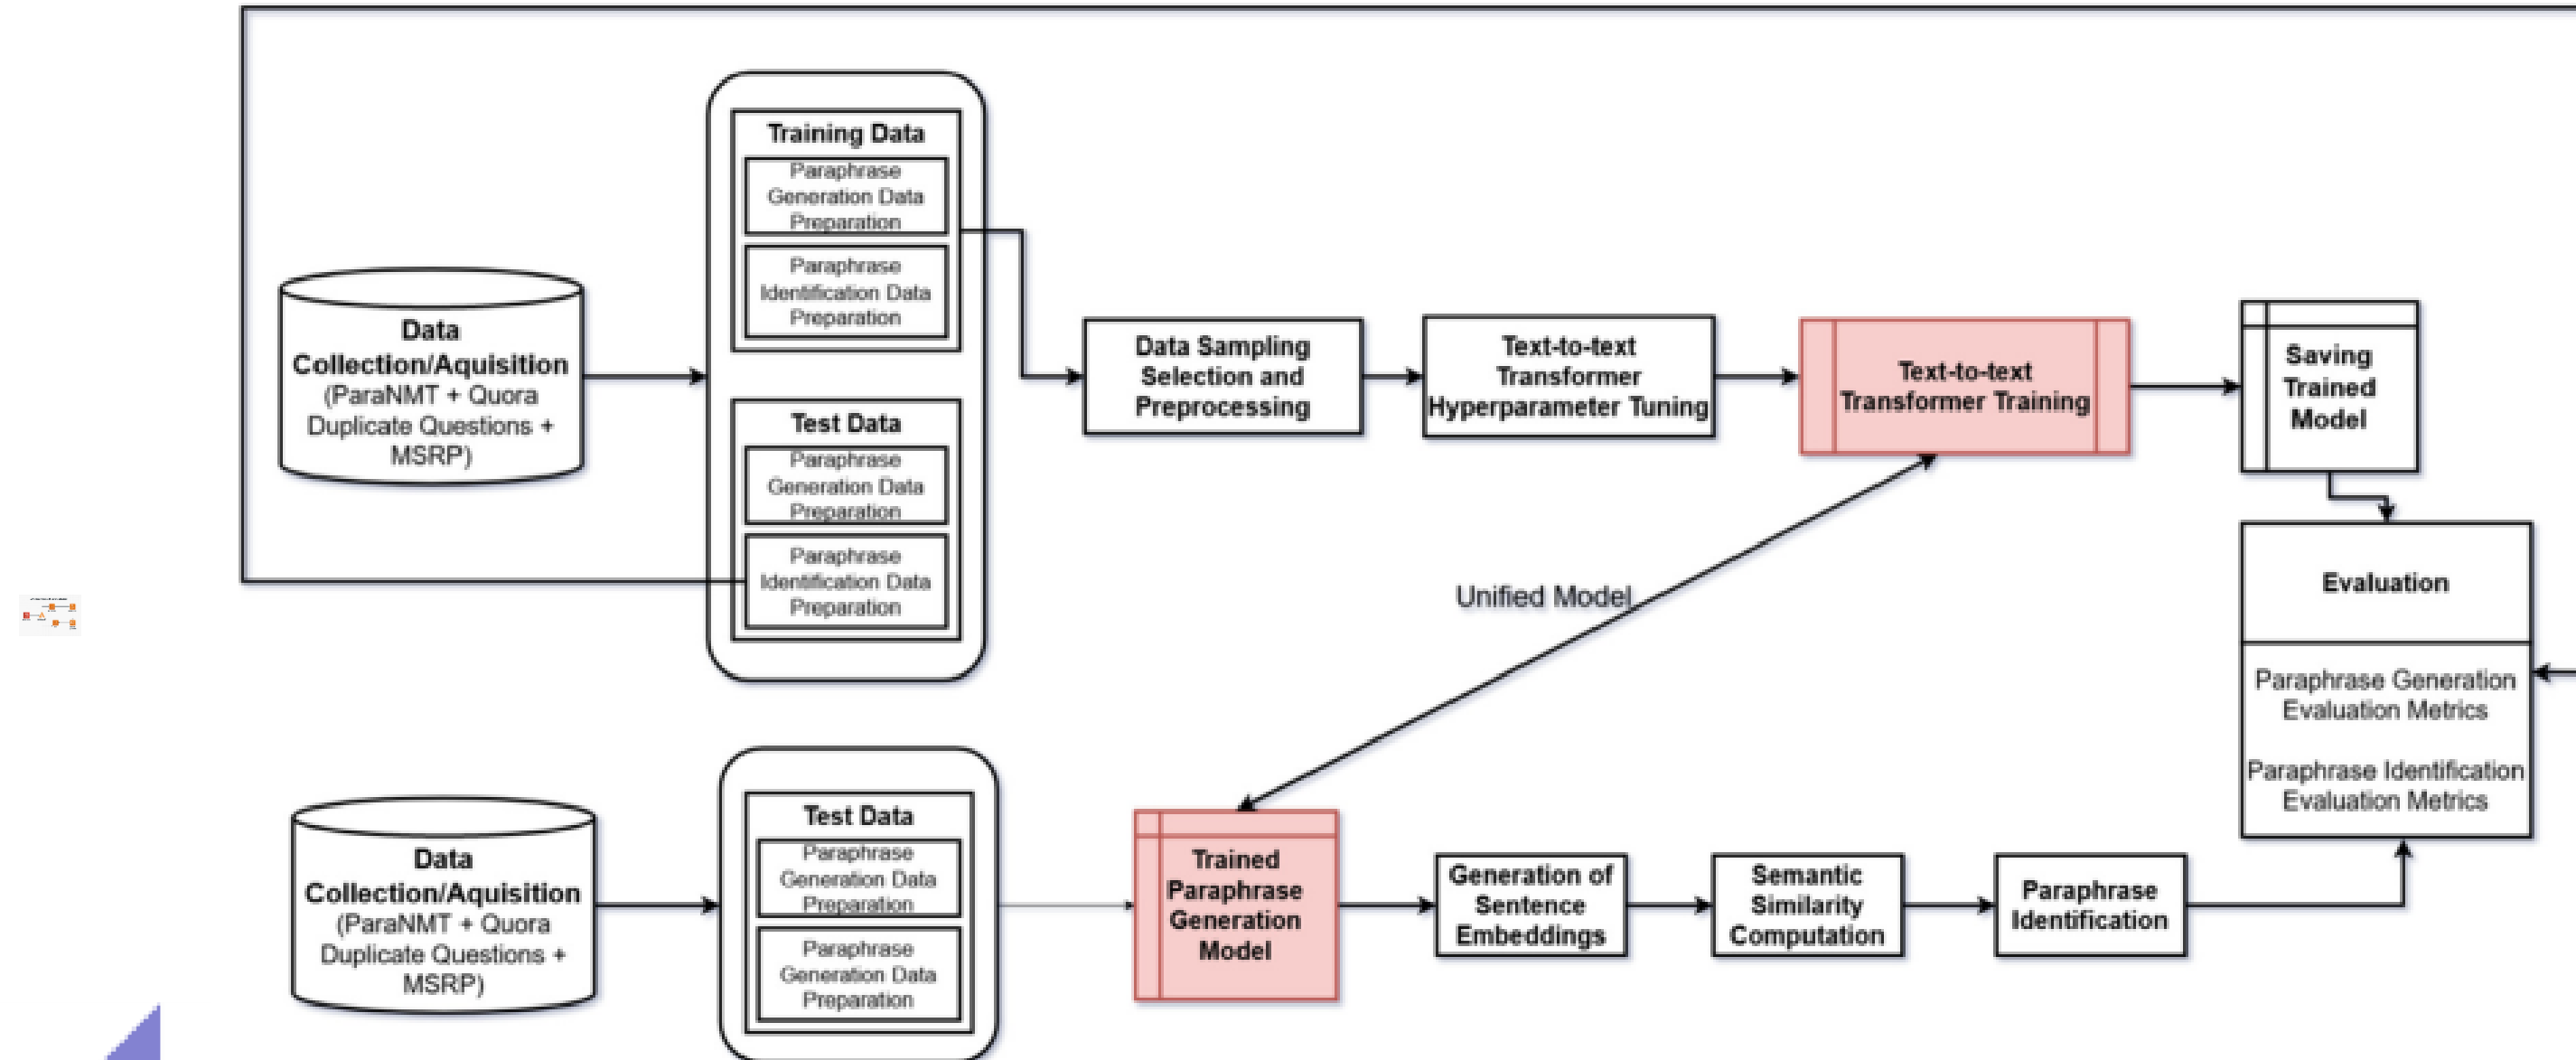 Training Data
Paraphrase
Generation Data
Preparation
Paraphrase
Identification Data
Preparation
Data
Collection/Aquisition
(ParaNMT + Quora
Duplicate Questions +
MSRP)
Test Data
Paraphrase
Generation Data
Preparation
Paraphrase
Identification Data
Preparation
Data Sampling
Selection and
Preprocessing
Text-to-text
Transformer
Hyperparameter Tuning
Text-to-text
Transformer Training
Saving
Trained
Model
Unified Model
Evaluation
Paraphrase Generation
Evaluation Metrics
Paraphrase Identification
Evaluation Metrics
Data
Collection/Aquisition
(ParaNMT + Quora
Duplicate Questions +
MSRP)
Test Data
Paraphrase
Generation Data
Preparation
Paraphrase
Generation Data
Preparation
Trained
Paraphrase
Generation
Model
Generation of
Sentence
Embeddings
Semantic
Similarity
Computation
Paraphrase
Identification